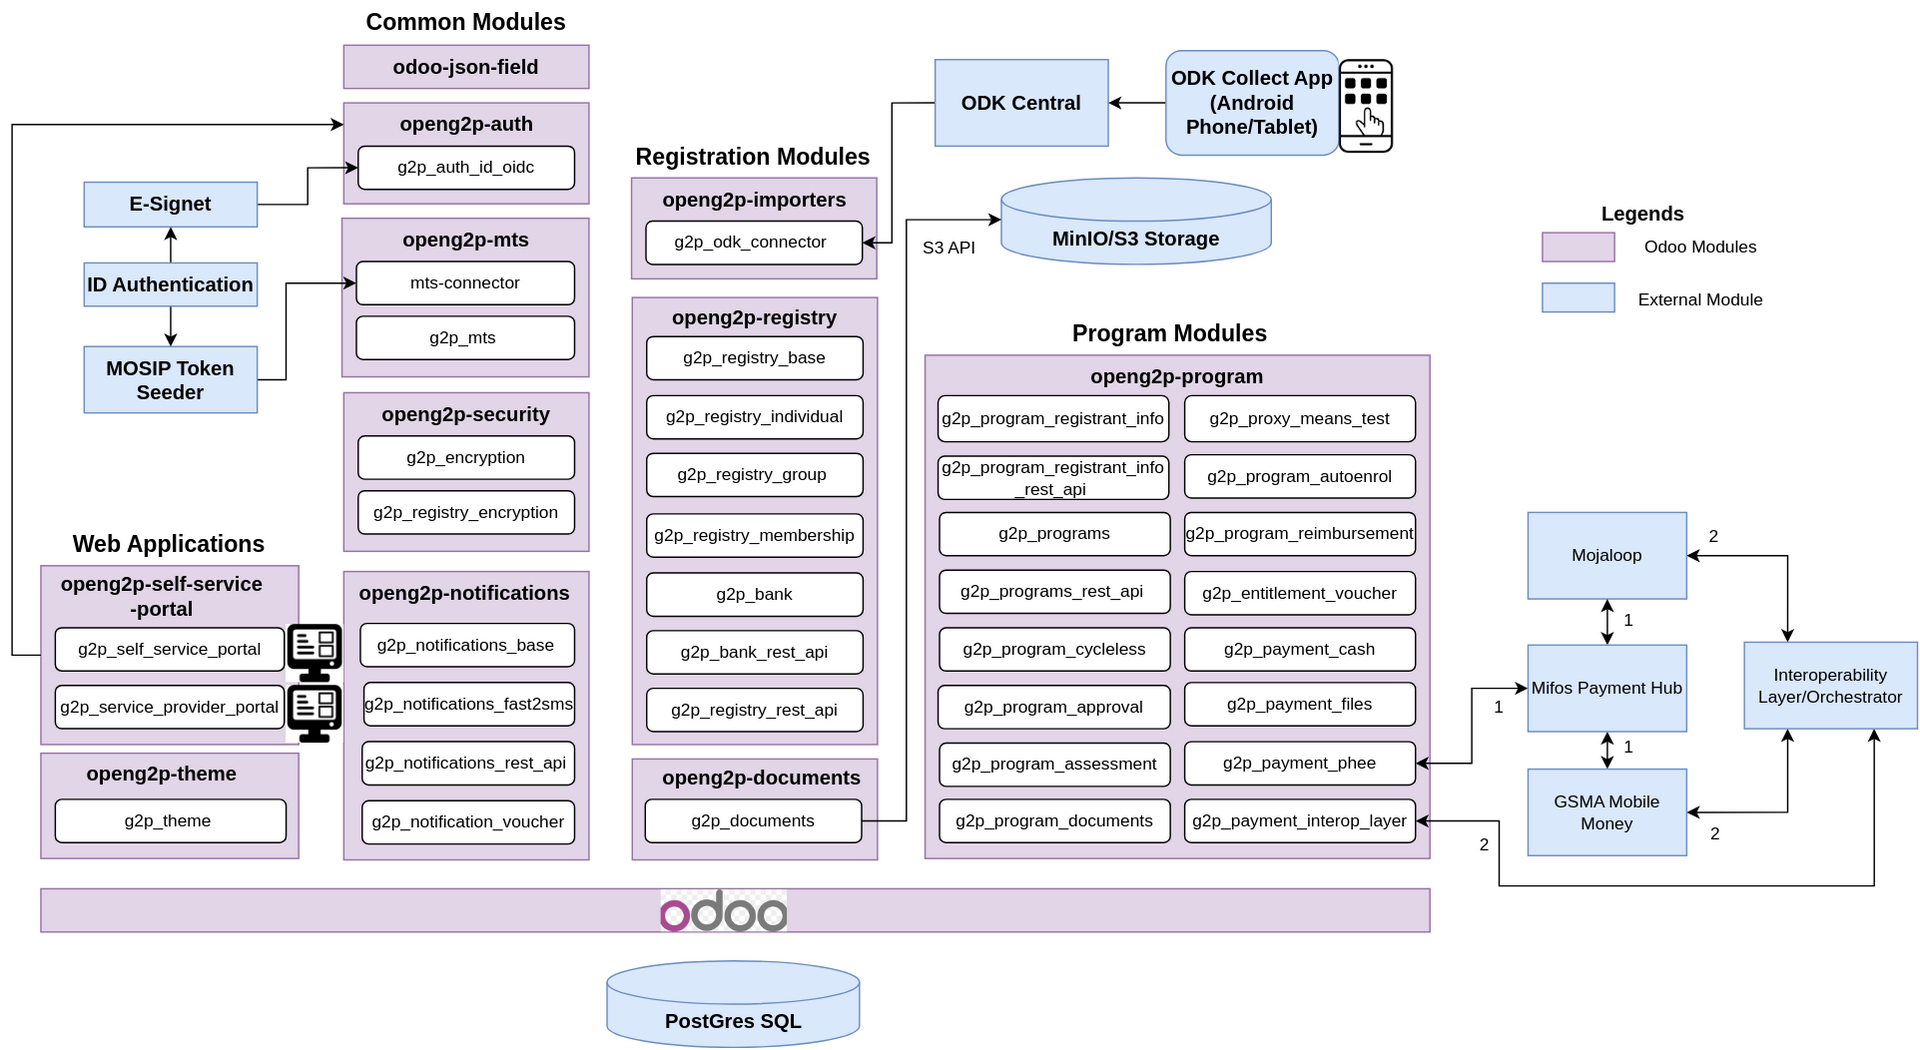 Common Modules
odoo-json-field
openg2p-auth
g2p_auth_id_oidc
E-Signet
ID Authentication
MOSIP Token
Seeder
openg2p-mts
mts-connector
g2p_mts
openg2p-security
g2p_encryption
g2p_registry_encryption
Web Applications
openg2p-self-service
-portal
g2p_self_service_portal
g2p_service_provider_portal
openg2p-theme
g2p_theme
openg2p-notifications
g2p_notifications_base
g2p_notifications_fast2sms
g2p_notifications_rest_api
g2p_notification_voucher
Registration Modules
openg2p-importers
g2p_odk_connector
openg2p-registry
g2p_registry_base
g2p_registry_individual
g2p_registry_group
g2p_registry_membership
g2p_bank
g2p_bank_rest_api
g2p_registry_rest_api
openg2p-documents
g2p_documents
ODK Central
ODK Collect App
(Android
Phone/Tablet)
S3 API
MinIO/S3 Storage
Program Modules
openg2p-program
g2p_program_registrant_info
g2p_program_registrant_info
_rest_api
g2p_programs
g2p_programs_rest_api
g2p_program_cycleless
g2p_program_approval
g2p_program_assessment
g2p_program_documents
g2p_proxy_means_test
g2p_program_autoenrol
g2p_program_reimbursement
g2p_entitlement_voucher
g2p_payment_cash
g2p_payment_files
g2p_payment_phee
g2p_payment_interop_layer
Legends
Odoo Modules
External Module
Mojaloop
2
1
Mifos Payment Hub
1
1
GSMA Mobile
Money
2
2
Interoperability
Layer/Orchestrator
odoo
PostGres SQL